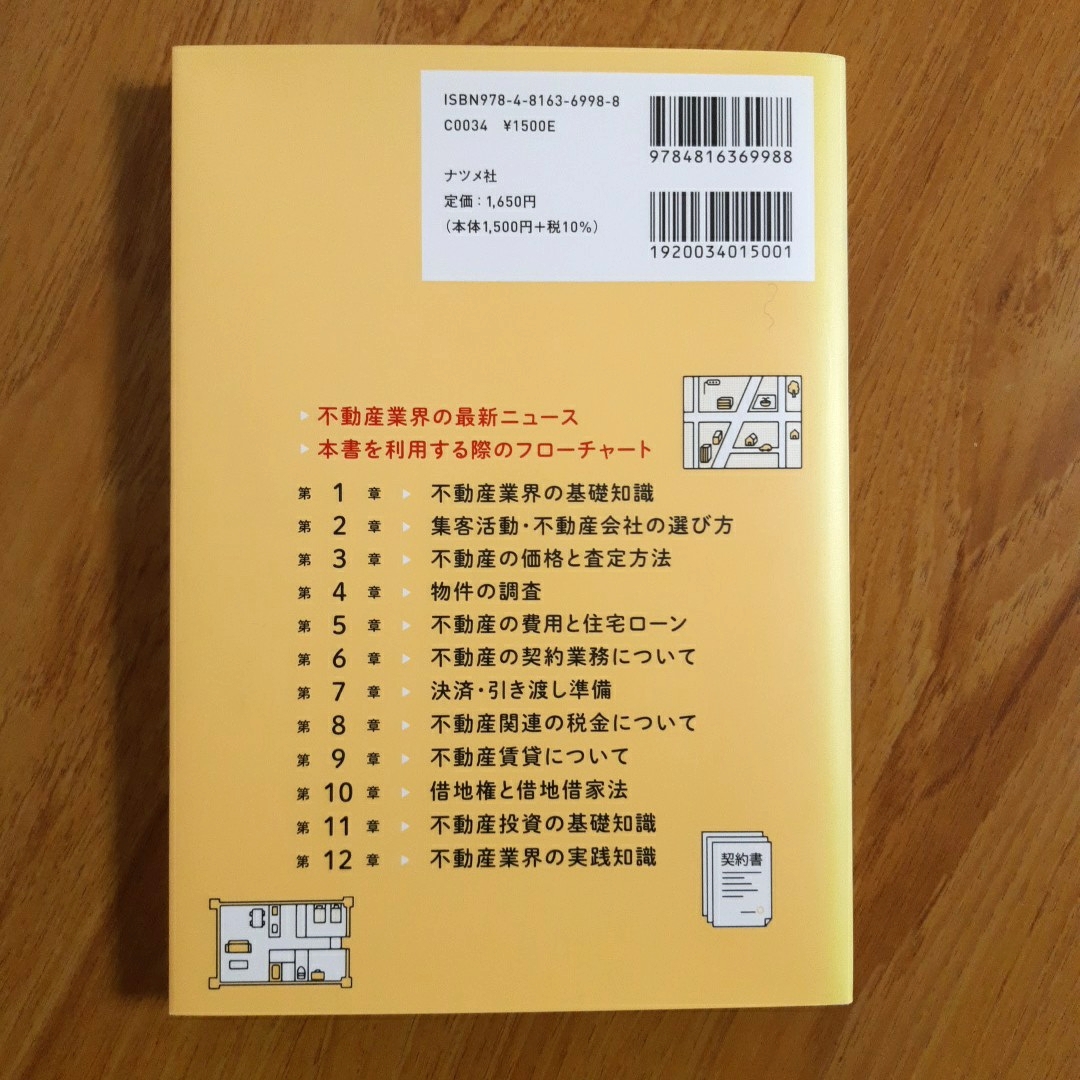 ISBN978-4-8163-6998-8
C0034 ¥1500E
9784816369988
ナツメ社
定価：1,650円
（本体1,500円＋税10%）
1920034015001
▶ 不動産業界の最新ニュース
▶ 本書を利用する際のフローチャート
第 1 章 ▶ 不動産業界の基礎知識
第 2 章 ▶ 集客活動・不動産会社の選び方
第 3 章 ▶ 不動産の価格と査定方法
第 4 章 ▶ 物件の調査
第 5 章 ▶ 不動産の費用と住宅ローン
第 6 章 ▶ 不動産の契約業務について
第 7 章 ▶ 決済・引き渡し準備
第 8 章 ▶ 不動産関連の税金について
第 9 章 ▶ 不動産賃貸について
第 10 章 ▶ 借地権と借地借家法
第 11 章 ▶ 不動産投資の基礎知識
第 12 章 ▶ 不動産業界の実践知識
契約書